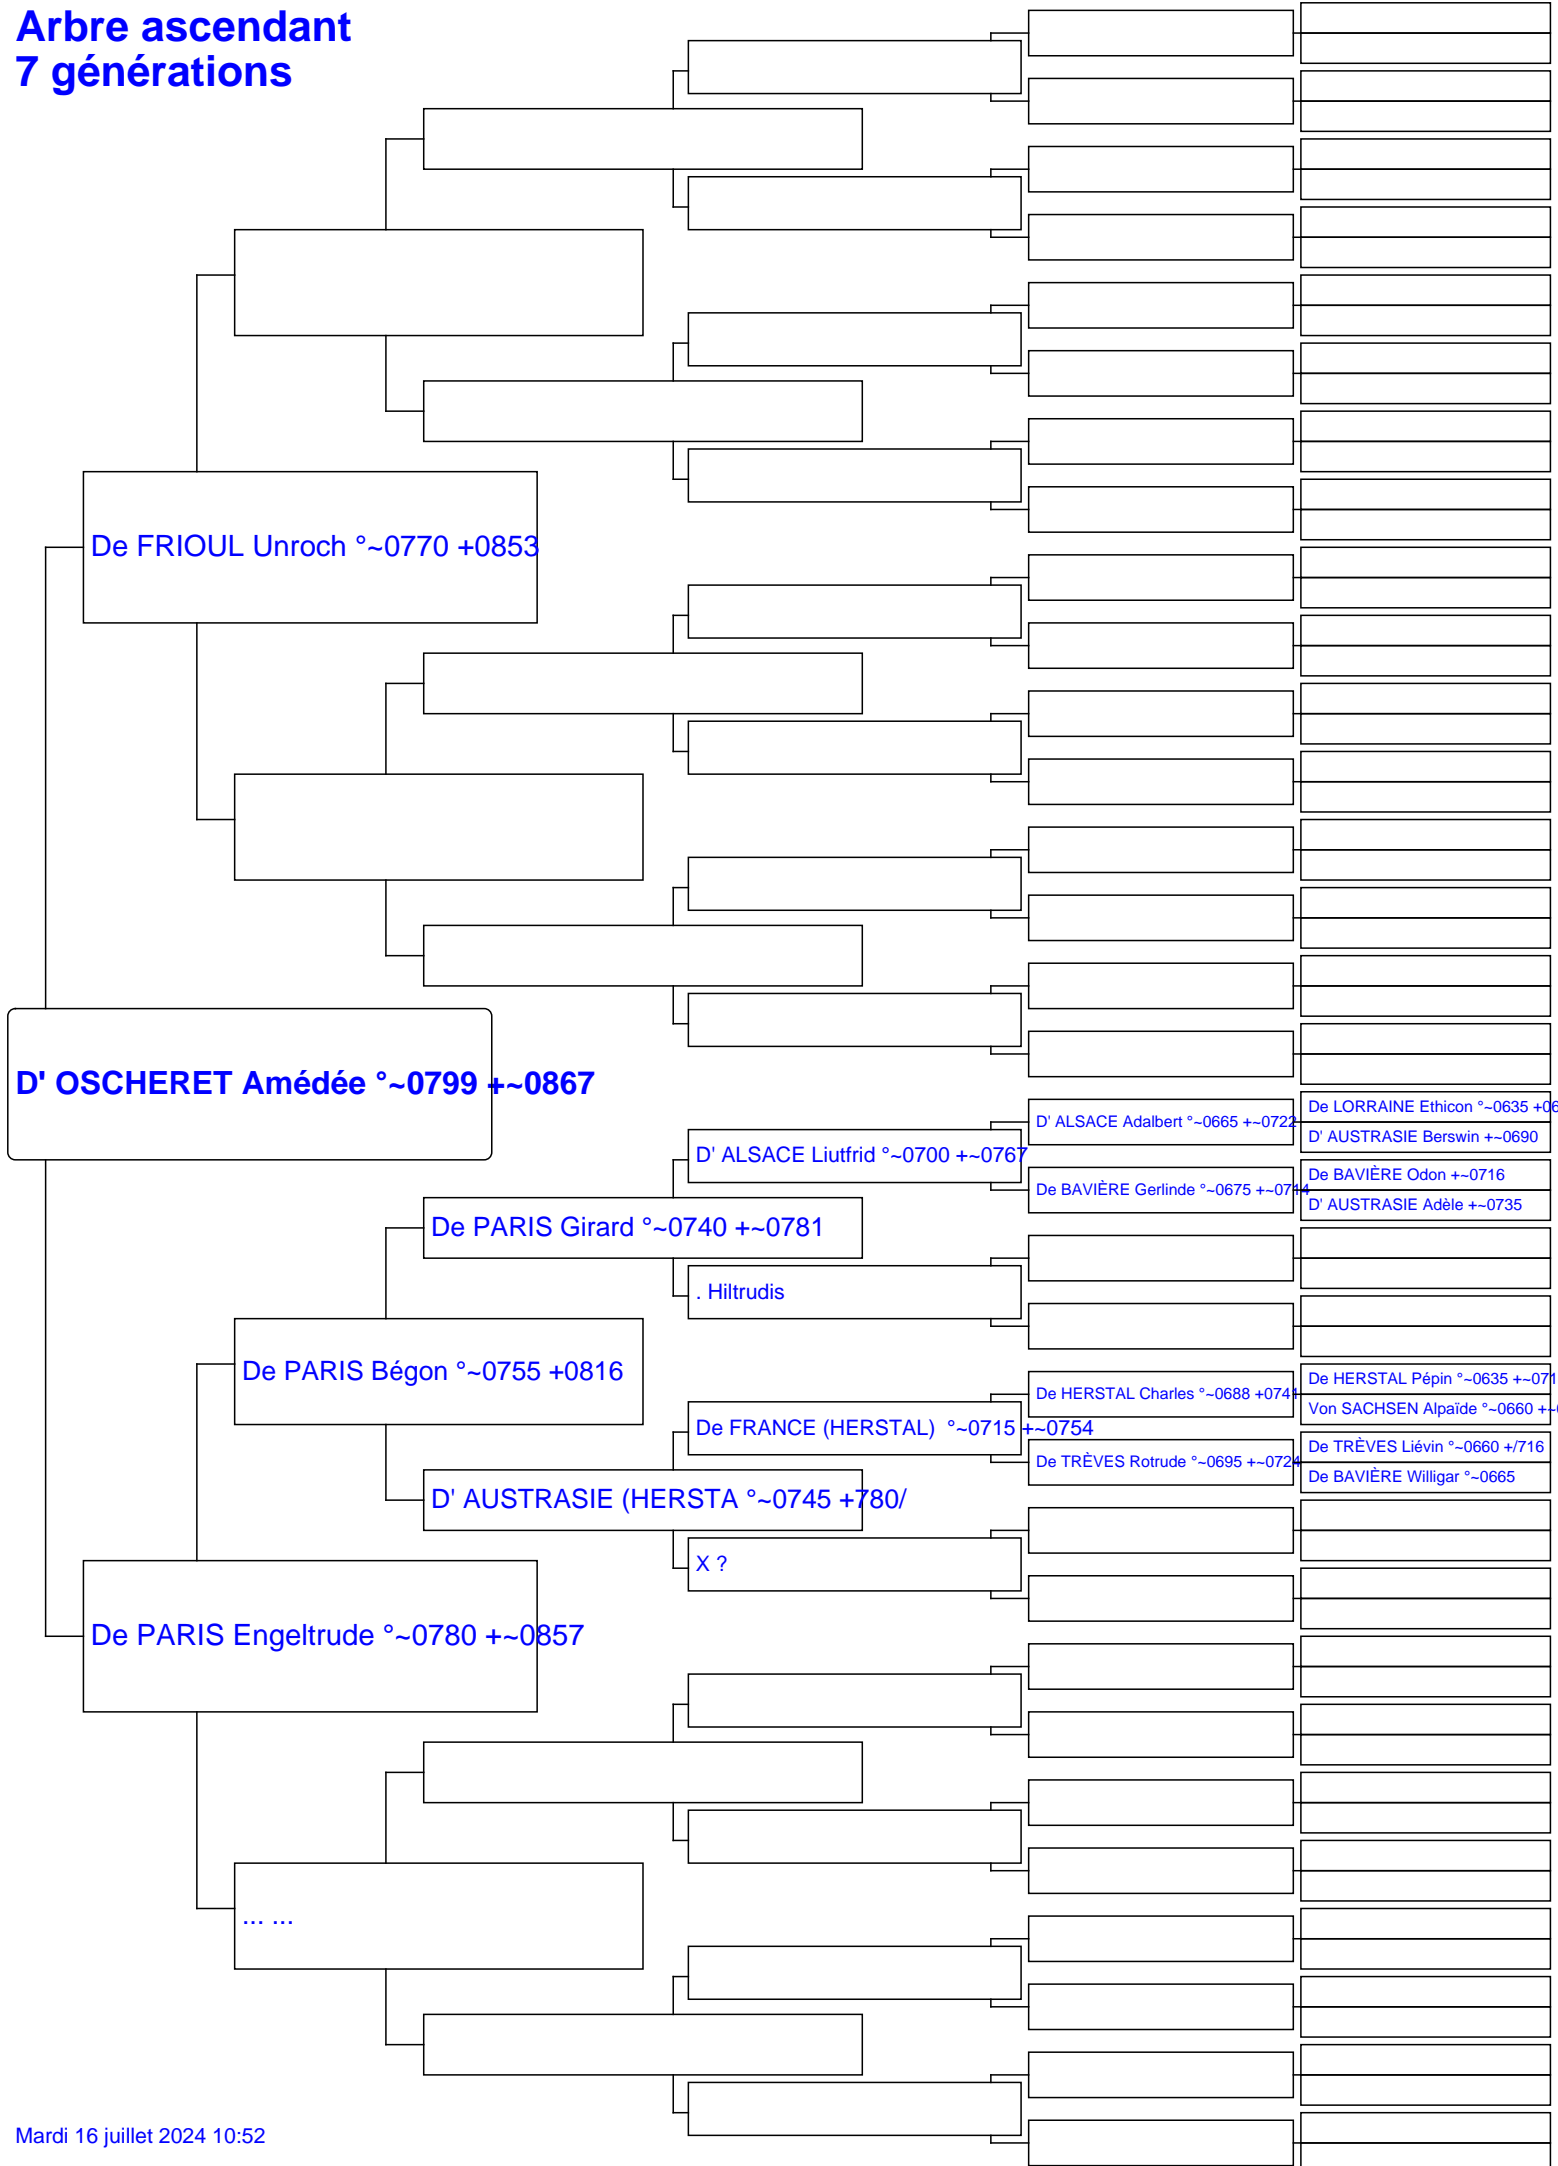 Arbre ascendant
7 générations
De FRIOUL Unroch °~0770 +0853
D' OSCHERET Amédée °~0799 +~0867
De LORRAINE Ethicon °~0635 +06
D' ALSACE Adalbert °~0665 +~0722
D' AUSTRASIE Berswin +~0690
D' ALSACE Liutfrid °~0700 +~0767
De BAVIÈRE Odon +~0716
De BAVIÈRE Gerlinde °~0675 +~0714
D' AUSTRASIE Adèle +~0735
De PARIS Girard °~0740 +~0781
. Hiltrudis
De PARIS Bégon °~0755 +0816
De HERSTAL Pépin °~0635 +~071
De HERSTAL Charles °~0688 +0741
Von SACHSEN Alpaïde °~0660 +~
De FRANCE (HERSTAL)  °~0715 +~0754
De TRÈVES Liévin °~0660 +/716
De TRÈVES Rotrude °~0695 +~0724
De BAVIÈRE Willigar °~0665
D' AUSTRASIE (HERSTA °~0745 +780/
X ?
De PARIS Engeltrude °~0780 +~0857
... ...
Mardi 16 juillet 2024 10:52